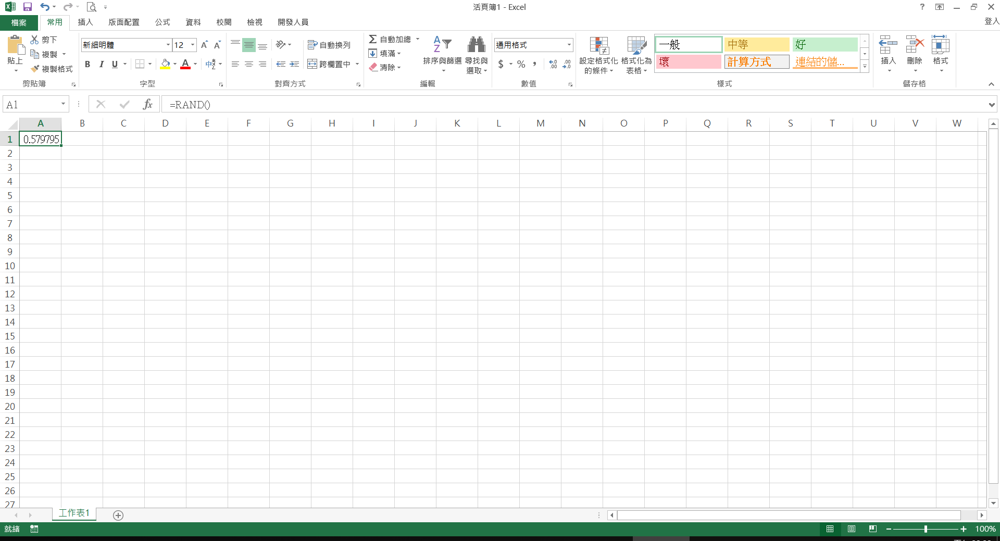 活頁簿1 - Excel
?
登入
檔案 常用 插入 版面配置 公式 資料 校閱 檢視 開發人員
貼上
剪下
複製
複製格式
剪貼簿
新細明體 12
B I U A 中
字型
自動換列
跨欄置中
對齊方式
Σ 自動加總
填滿
清除
排序與篩選
尋找與
選取
編輯
通用格式
$ % ,
數值
設定格式化
的條件
格式化為
表格
一般 中等 好
壞 計算方式 連結的儲...
樣式
插入
刪除
格式
儲存格
A1 fx =RAND()
A B C D E F G H I J K L M N O P Q R S T U V W
1 0.579795
2
3
4
5
6
7
8
9
10
11
12
13
14
15
16
17
18
19
20
21
22
23
24
25
26
27
工作表1
就緒
100%